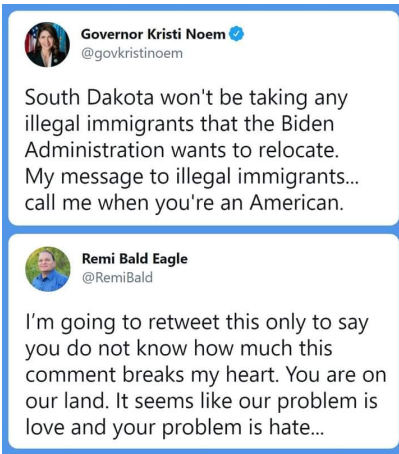 Governor Kristi Noem
@govkristinoem
South Dakota won't be taking any
illegal immigrants that the Biden
Administration wants to relocate.
My message to illegal immigrants...
call me when you're an American.
Remi Bald Eagle
@RemiBald
I’m going to retweet this only to say
you do not know how much this
comment breaks my heart. You are on
our land. It seems like our problem is
love and your problem is hate...